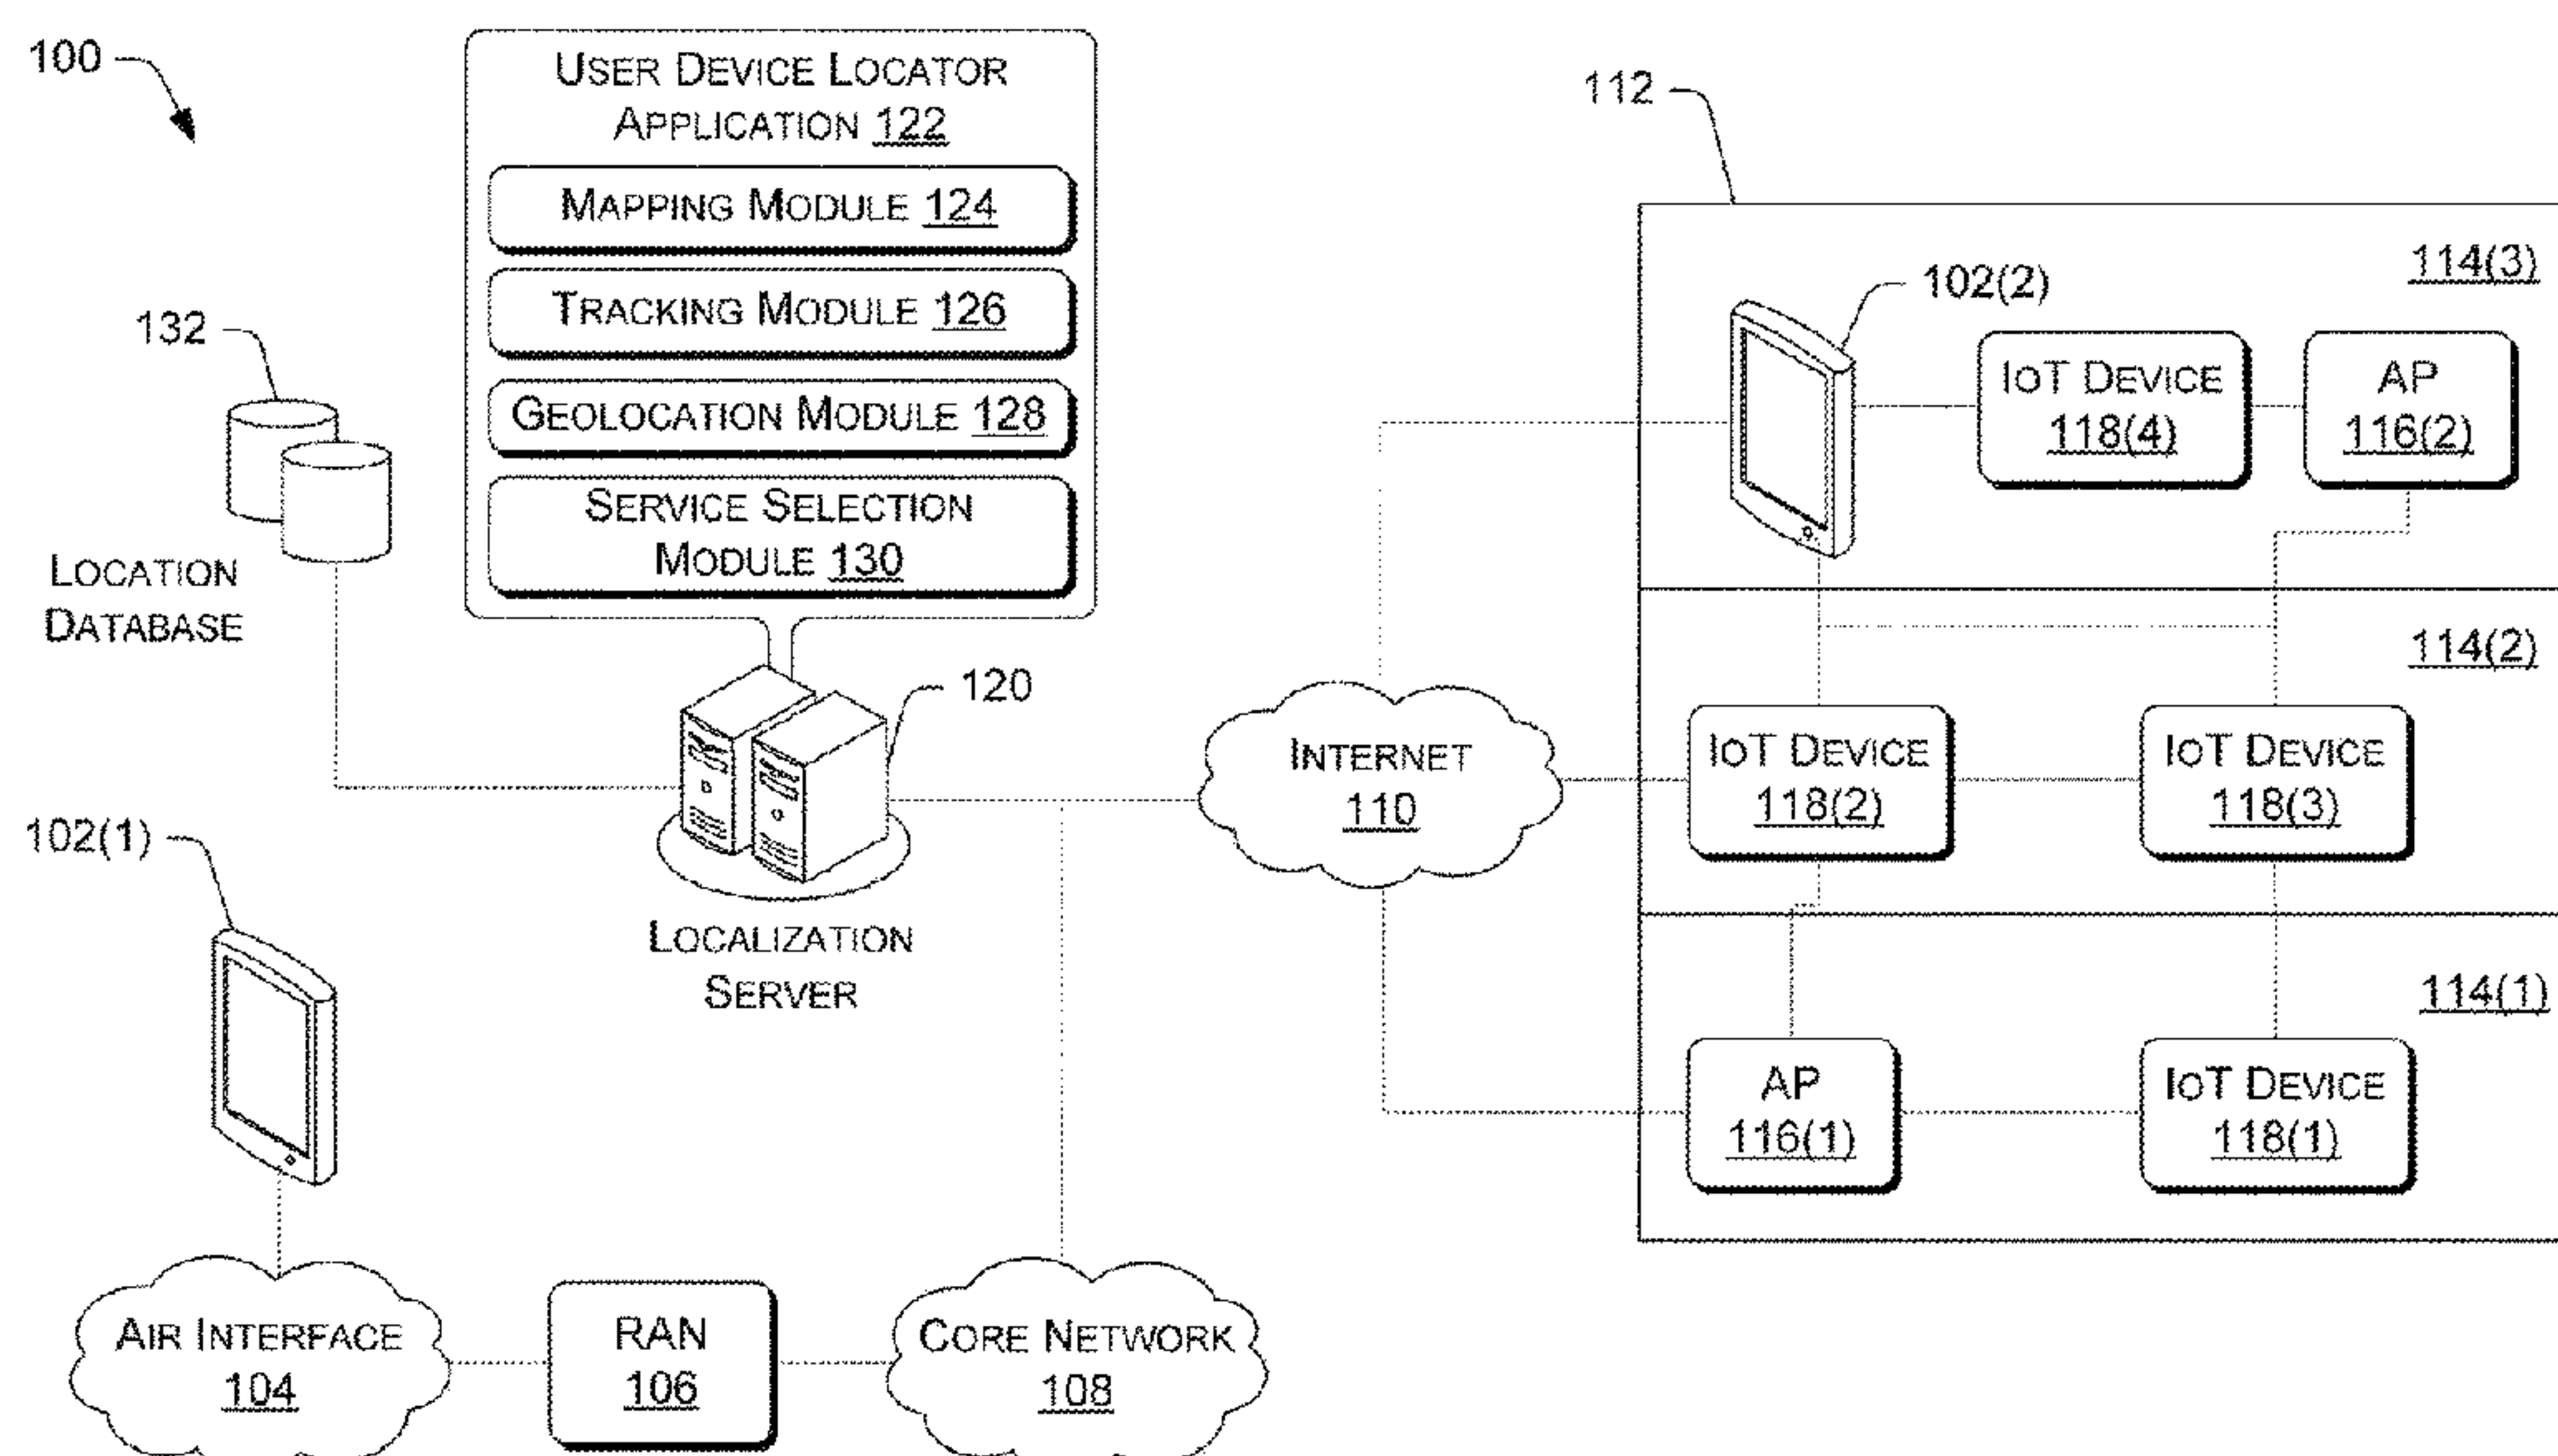 100
USER DEVICE LOCATOR
APPLICATION 122
MAPPING MODULE 124
TRACKING MODULE 126
GEOLOCATION MODULE 128
SERVICE SELECTION
MODULE 130
132
LOCATION
DATABASE
120
LOCALIZATION
SERVER
102(1)
AIR INTERFACE
104
RAN
106
CORE NETWORK
108
INTERNET
110
112
114(3)
102(2)
IOT DEVICE
118(4)
AP
116(2)
114(2)
IOT DEVICE
118(2)
IOT DEVICE
118(3)
114(1)
AP
116(1)
IOT DEVICE
118(1)